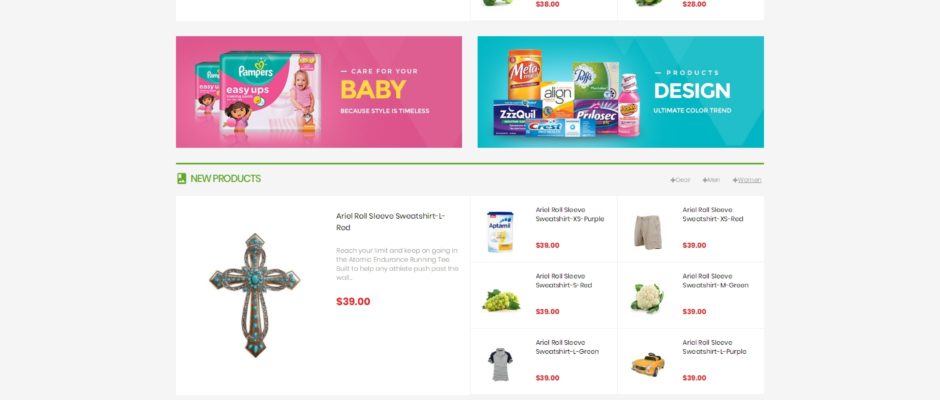 $38.00
$28.00
Pampers
easy ups
— CARE FOR YOUR
BABY
BECAUSE STYLE IS TIMELESS
Meta
align
Puffs
ZzzQuil
Crest
Prilosec
— PRODUCTS
DESIGN
ULTIMATE COLOR TREND
NEW PRODUCTS
+Gear
+Men
+Women
Ariel Roll Sleeve Sweatshirt-L-
Red
Reach your limit and keep on going in
the Atomic Endurance Running Tee.
Built to help any athlete push past the
wall...
$39.00
Aptamil
Ariel Roll Sleeve
Sweatshirt-XS-Purple
$39.00
Ariel Roll Sleeve
Sweatshirt-XS-Red
$39.00
Ariel Roll Sleeve
Sweatshirt-S-Red
$39.00
Ariel Roll Sleeve
Sweatshirt-M-Green
$39.00
Ariel Roll Sleeve
Sweatshirt-L-Green
$39.00
Ariel Roll Sleeve
Sweatshirt-L-Purple
$39.00